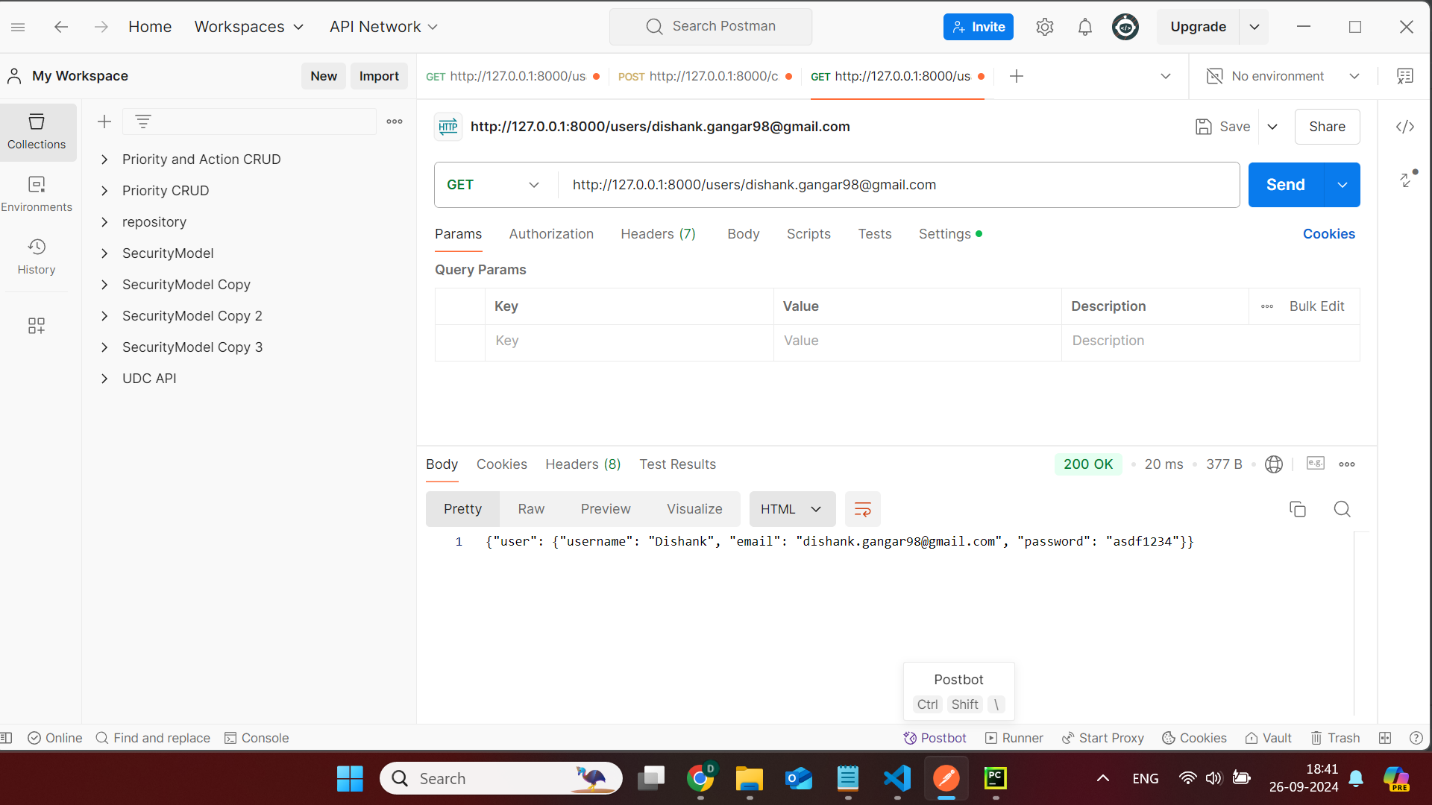 Home
Workspaces
API Network
Search Postman
Invite
Upgrade
My Workspace
New
Import
GET http://127.0.0.1:8000/us
POST http://127.0.0.1:8000/c
GET http://127.0.0.1:8000/us
No environment
Collections
Environments
History
Priority and Action CRUD
Priority CRUD
repository
SecurityModel
SecurityModel Copy
SecurityModel Copy 2
SecurityModel Copy 3
UDC API
HTTP http://127.0.0.1:8000/users/dishank.gangar98@gmail.com
Save
Share
GET
http://127.0.0.1:8000/users/dishank.gangar98@gmail.com
Send
Params
Authorization
Headers (7)
Body
Scripts
Tests
Settings
Cookies
Query Params
Key
Value
Description
Bulk Edit
Key
Value
Description
Body
Cookies
Headers (8)
Test Results
200 OK
20 ms
377 B
e.g.
Pretty
Raw
Preview
Visualize
HTML
1 {"user": {"username": "Dishank", "email": "dishank.gangar98@gmail.com", "password": "asdf1234"}}
Postbot
Ctrl Shift \
Online
Find and replace
Console
Postbot
Runner
Start Proxy
Cookies
Vault
Trash
Search
D
PC
ENG
18:41
26-09-2024
PRE